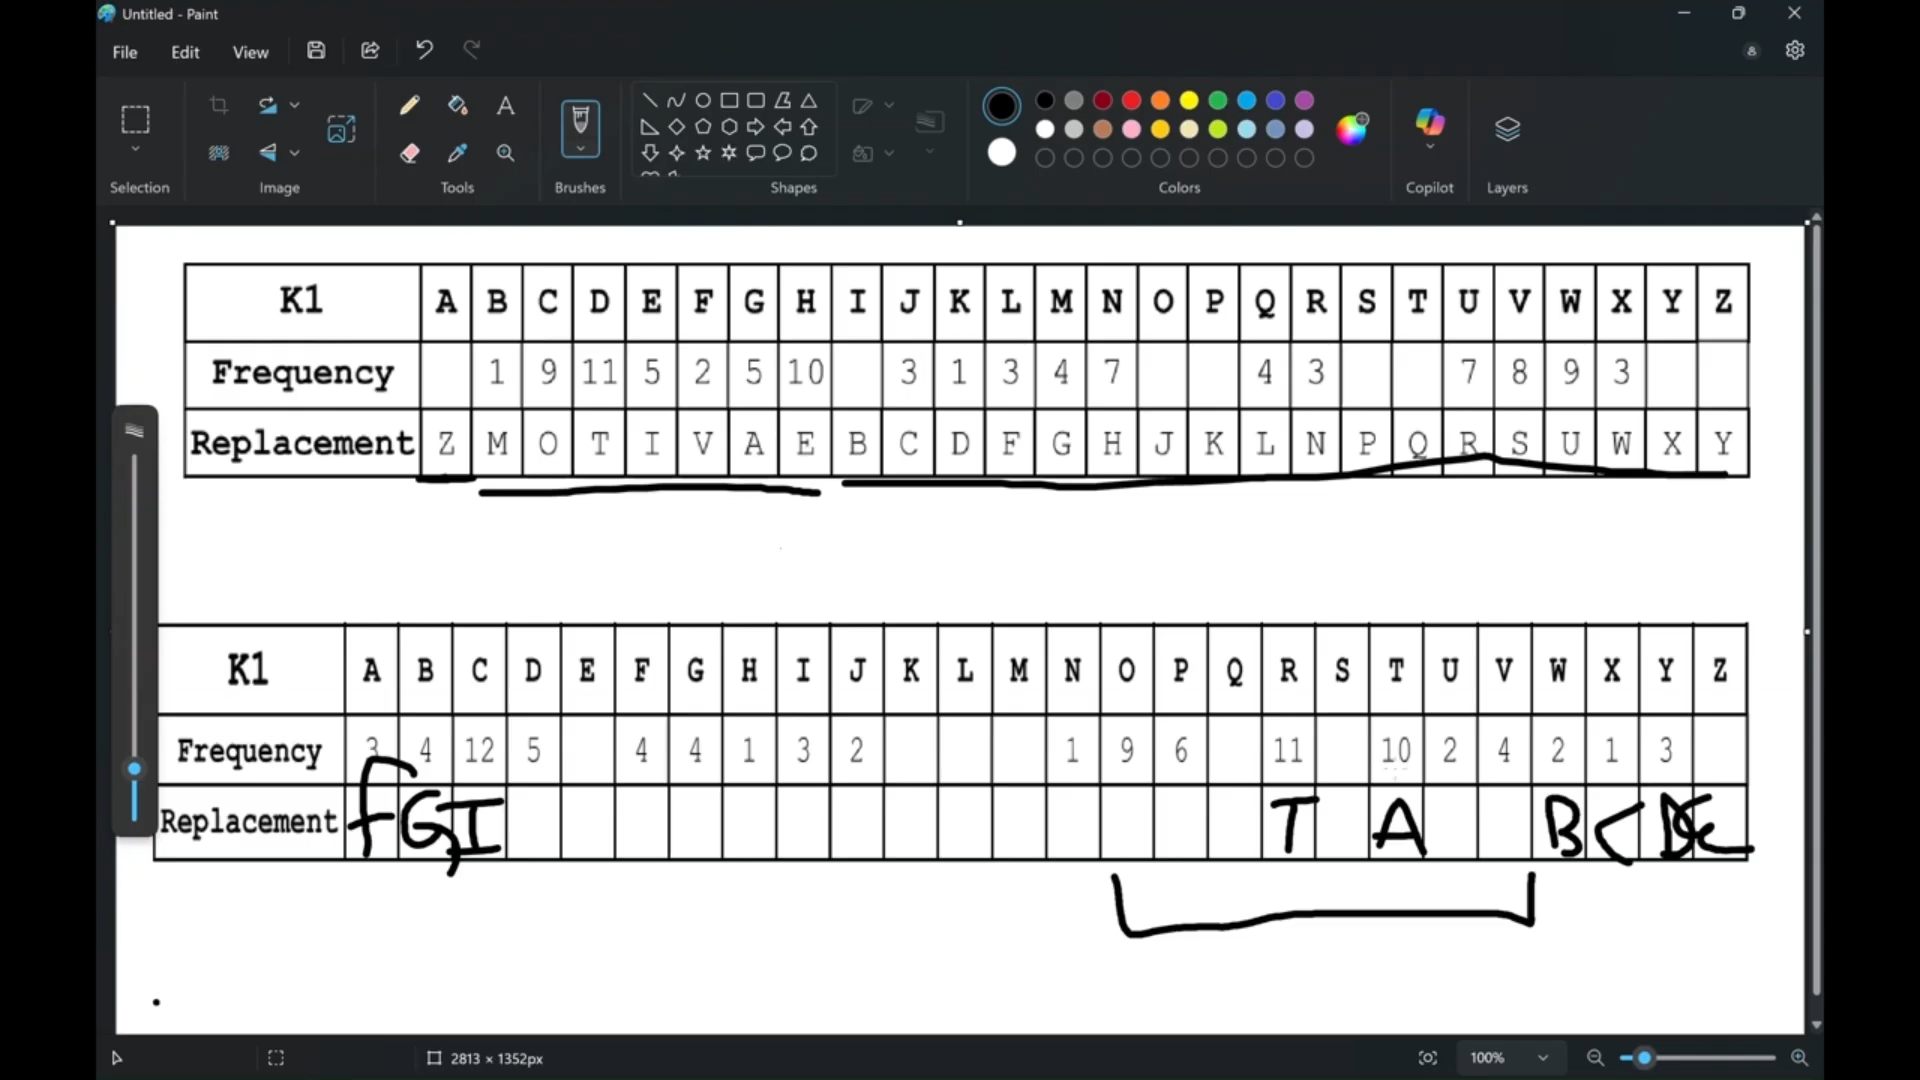 Untitled - Paint
File Edit View
Selection Image Tools Brushes Shapes Colors Copilot Layers
K1 A B C D E F G H I J K L M N O P Q R S T U V W X Y Z
Frequency 1 9 11 5 2 5 10 3 1 3 4 7 4 3 7 8 9 3
Replacement Z M O T I V A E B C D F G H J K L N P Q R S U W X Y
K1 A B C D E F G H I J K L M N O P Q R S T U V W X Y Z
Frequency 3 4 12 5 4 4 1 3 2 1 9 6 11 10 2 4 2 1 3
Replacement F G I T A B C D
2813 × 1352px 100%